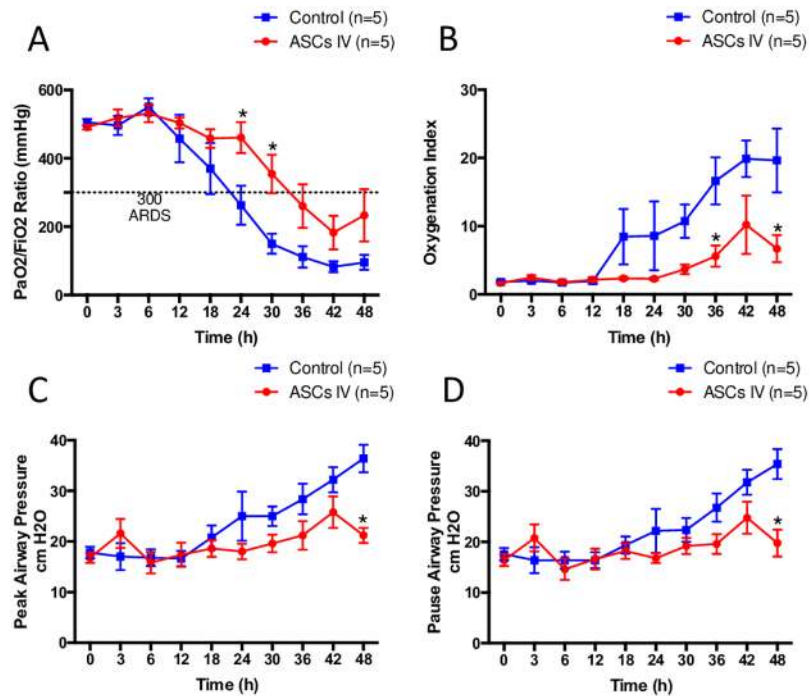 Control (n=5)
ASCs IV (n=5)
A
PaO2/FiO2 Ratio (mmHg)
600
400
200
0
*
*
300
ARDS
0 3 6 12 18 24 30 36 42 48
Time (h)
Control (n=5)
ASCs IV (n=5)
B
Oxygenation Index
30
20
10
0
*
*
0 3 6 12 18 24 30 36 42 48
Time (h)
Control (n=5)
ASCs IV (n=5)
C
Peak Airway Pressure
cm H2O
40
30
20
10
0
*
0 3 6 12 18 24 30 36 42 48
Time (h)
Control (n=5)
ASCs IV (n=5)
D
Pause Airway Pressure
cm H2O
40
30
20
10
0
*
0 3 6 12 18 24 30 36 42 48
Time (h)